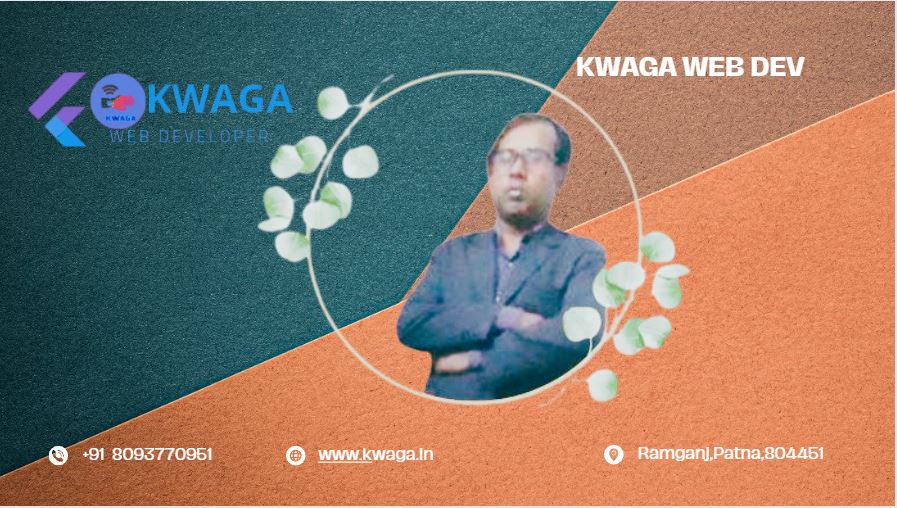 KWAGA WEB DEV
KWAGA
KWAGA
WEB DEVELOPER
+91 8093770951
www.kwaga.in
Ramganj,Patna,804451